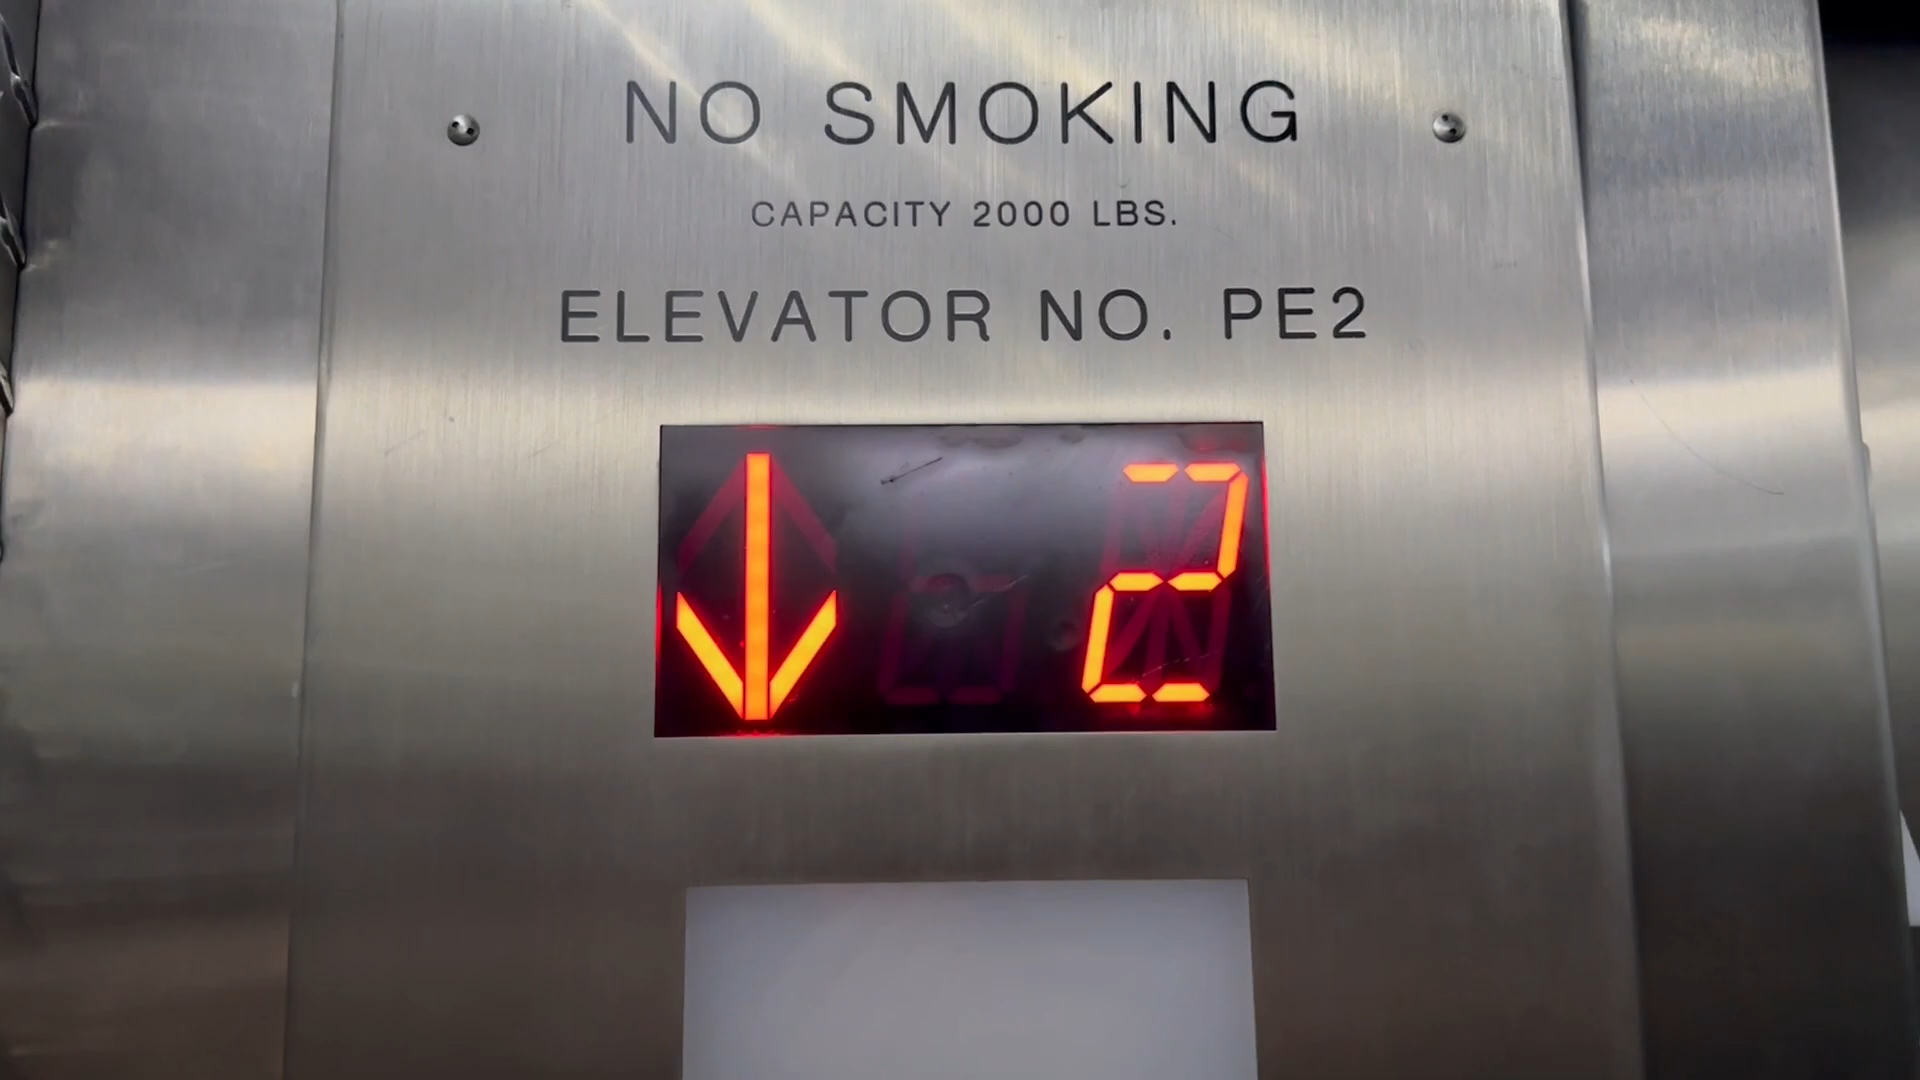 NO SMOKING
CAPACITY 2000 LBS.
ELEVATOR NO. PE2
↓ 2